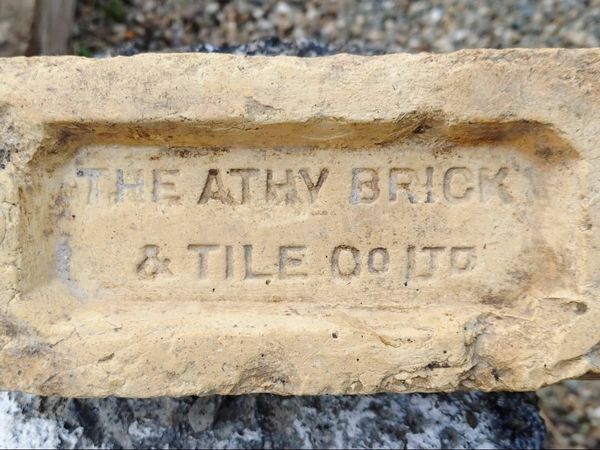 THE ATHY BRICK
& TILE CO LTD